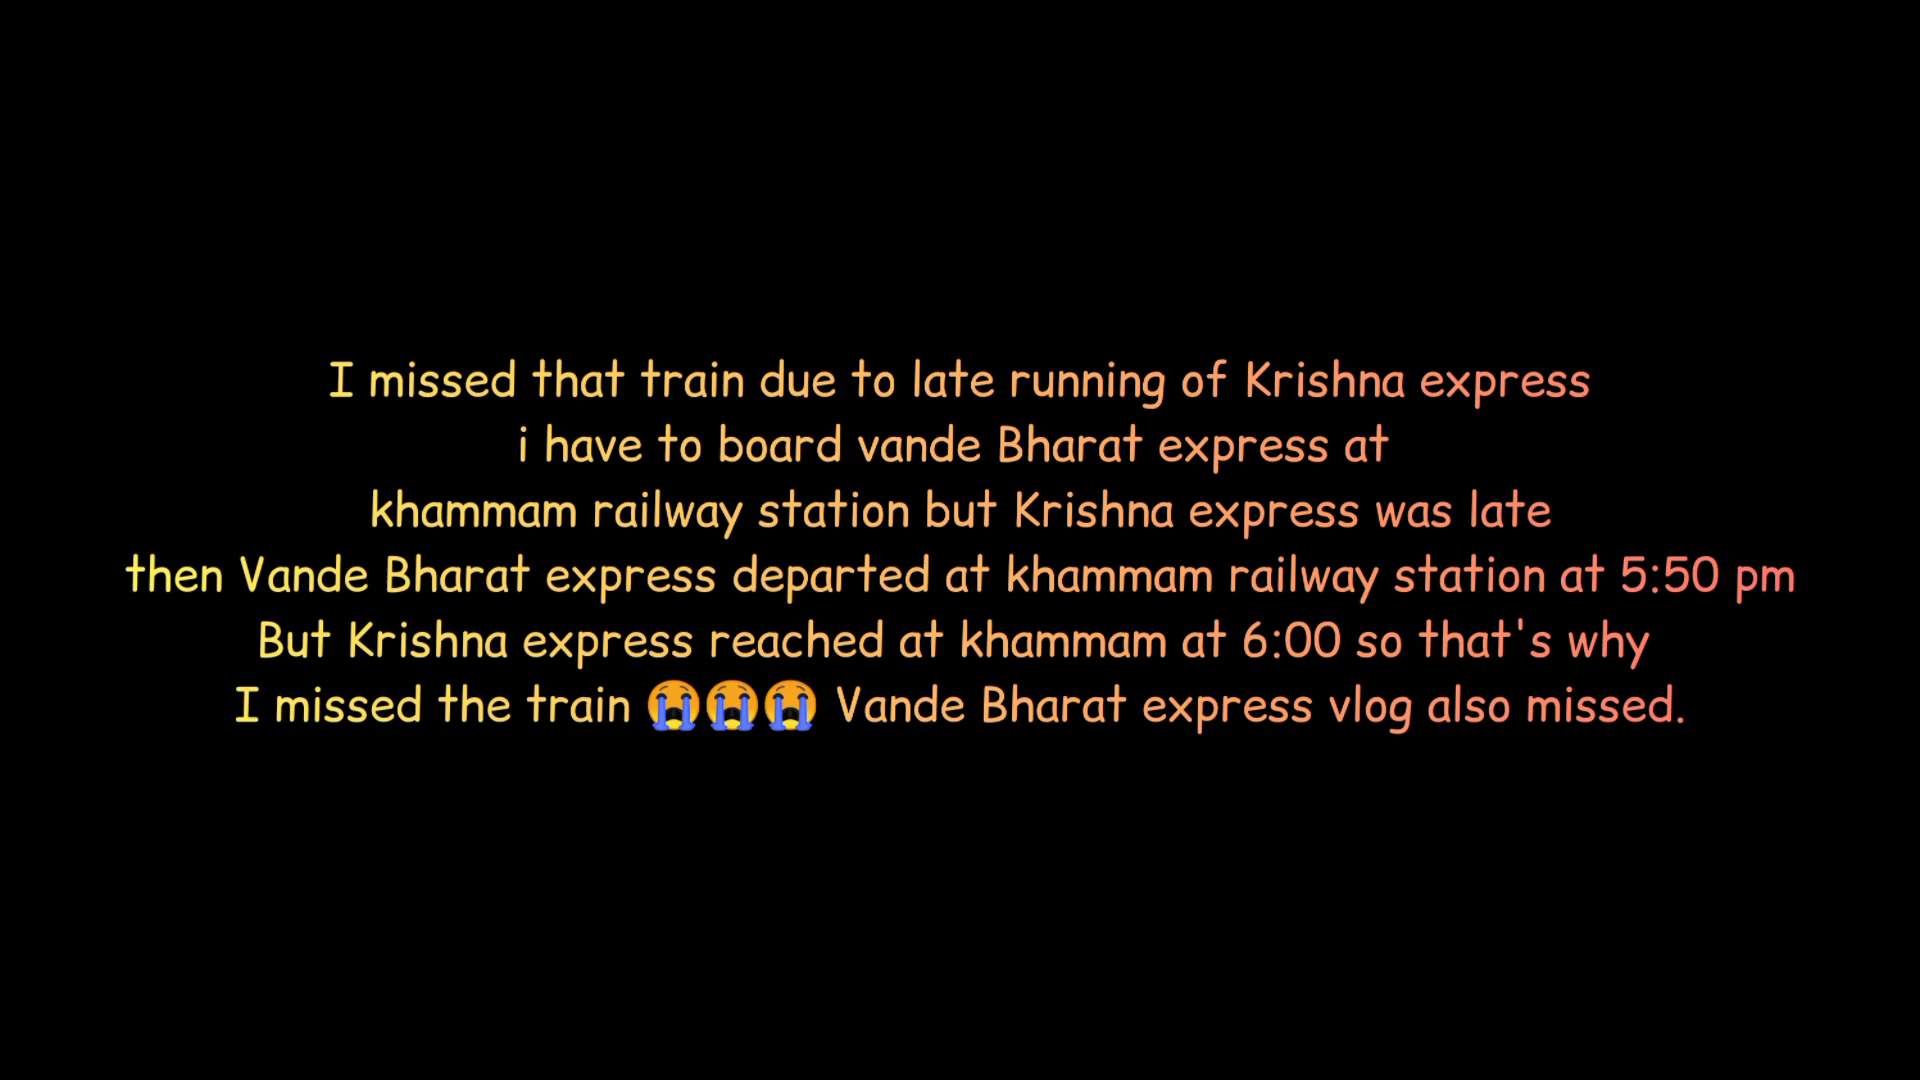 I missed that train due to late running of Krishna express
i have to board vande Bharat express at
khammam railway station but Krishna express was late
then Vande Bharat express departed at khammam railway station at 5:50 pm
But Krishna express reached at khammam at 6:00 so that's why
I missed the train 😭😭😭 Vande Bharat express vlog also missed.